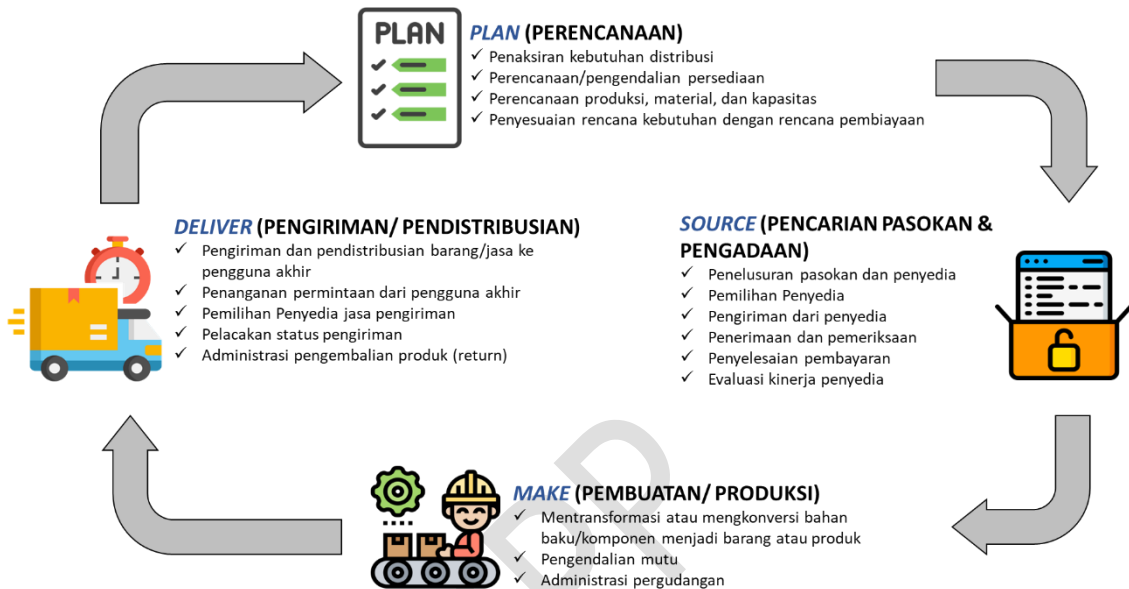 PLAN
PLAN (PERENCANAAN)
✓ Penaksiran kebutuhan distribusi
✓ Perencanaan/pengendalian persediaan
✓ Perencanaan produksi, material, dan kapasitas
✓ Penyesuaian rencana kebutuhan dengan rencana pembiayaan
SOURCE (PENCARIAN PASOKAN &
PENGADAAN)
✓ Penelusuran pasokan dan penyedia
✓ Pemilihan Penyedia
✓ Pengiriman dari penyedia
✓ Penerimaan dan pemeriksaan
✓ Penyelesaian pembayaran
✓ Evaluasi kinerja penyedia
MAKE (PEMBUATAN/ PRODUKSI)
✓ Mentransformasi atau mengkonversi bahan
baku/komponen menjadi barang atau produk
✓ Pengendalian mutu
✓ Administrasi pergudangan
DELIVER (PENGIRIMAN/ PENDISTRIBUSIAN)
✓ Pengiriman dan pendistribusian barang/jasa ke
pengguna akhir
✓ Penanganan permintaan dari pengguna akhir
✓ Pemilihan Penyedia jasa pengiriman
✓ Pelacakan status pengiriman
✓ Administrasi pengembalian produk (return)